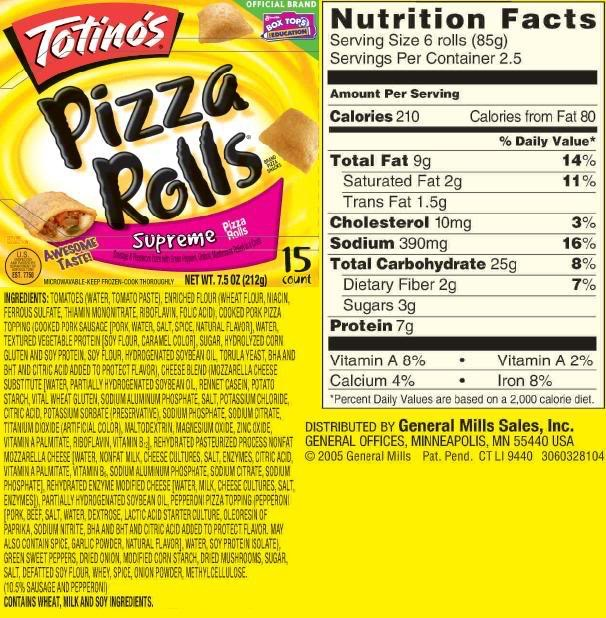 OFFICIAL BRAND
BOX TOPS
EDUCATION
Totino's
Pizza
Rolls
BRAND
PIZZA
SNACKS
Supreme Pizza
Rolls
U.S.
EST. 7750
AWESOME
TASTE!
15
count
MICROWAVABLE-KEEP FROZEN-COOK THOROUGHLY NET WT. 7.5 OZ (212g)
INGREDIENTS: TOMATOES (WATER, TOMATO PASTE), ENRICHED FLOUR (WHEAT FLOUR, NIACIN,
FERROUS SULFATE, THIAMIN MONONITRATE, RIBOFLAVIN, FOLIC ACID), COOKED PORK PIZZA
TOPPING (COOKED PORK SAUSAGE [PORK, WATER, SALT, SPICE, NATURAL FLAVOR], WATER,
TEXTURED VEGETABLE PROTEIN [SOY FLOUR, CARAMEL COLOR], SUGAR, HYDROLYZED CORN
GLUTEN AND SOY PROTEIN, SOY FLOUR, HYDROGENATED SOYBEAN OIL, TORULA YEAST, BHA AND
BHT AND CITRIC ACID ADDED TO PROTECT FLAVOR), CHEESE BLEND (MOZZARELLA CHEESE
SUBSTITUTE [WATER, PARTIALLY HYDROGENATED SOYBEAN OIL, RENNET CASEIN, POTATO
STARCH, VITAL WHEAT GLUTEN, SODIUM ALUMINUM PHOSPHATE, SALT, POTASSIUM CHLORIDE,
CITRIC ACID, POTASSIUM SORBATE (PRESERVATIVE), SODIUM PHOSPHATE, SODIUM CITRATE,
TITANIUM DIOXIDE (ARTIFICIAL COLOR), MALTODEXTRIN, MAGNESIUM OXIDE, ZINC OXIDE,
VITAMIN A PALMITATE, RIBOFLAVIN, VITAMIN B12], REHYDRATED PASTEURIZED PROCESS NONFAT
MOZZARELLA CHEESE [WATER, NONFAT MILK, CHEESE CULTURES, SALT, ENZYMES, CITRIC ACID,
VITAMIN A PALMITATE, VITAMIN B6, SODIUM ALUMINUM PHOSPHATE, SODIUM CITRATE, SODIUM
PHOSPHATE], REHYDRATED ENZYME MODIFIED CHEESE [WATER, MILK, CHEESE CULTURES, SALT,
ENZYMES]), PARTIALLY HYDROGENATED SOYBEAN OIL, PEPPERONI PIZZA TOPPING (PEPPERONI
[PORK, BEEF, SALT, WATER, DEXTROSE, LACTIC ACID STARTER CULTURE, OLEORESIN OF
PAPRIKA, SODIUM NITRITE, BHA AND BHT AND CITRIC ACID ADDED TO PROTECT FLAVOR. MAY
ALSO CONTAIN SPICE, GARLIC POWDER, NATURAL FLAVOR], WATER, SOY PROTEIN ISOLATE),
GREEN SWEET PEPPERS, DRIED ONION, MODIFIED CORN STARCH, DRIED MUSHROOMS, SUGAR,
SALT, DEFATTED SOY FLOUR, WHEY, SPICE, ONION POWDER, METHYLCELLULOSE.
(10.5% SAUSAGE AND PEPPERONI)
CONTAINS WHEAT, MILK AND SOY INGREDIENTS.
Nutrition Facts
Serving Size 6 rolls (85g)
Servings Per Container 2.5
Amount Per Serving
Calories 210 Calories from Fat 80
% Daily Value*
Total Fat 9g 14%
Saturated Fat 2g 11%
Trans Fat 1.5g
Cholesterol 10mg 3%
Sodium 390mg 16%
Total Carbohydrate 25g 8%
Dietary Fiber 2g 7%
Sugars 3g
Protein 7g
Vitamin A 8% • Vitamin A 2%
Calcium 4% • Iron 8%
*Percent Daily Values are based on a 2,000 calorie diet.
DISTRIBUTED BY General Mills Sales, Inc.
GENERAL OFFICES, MINNEAPOLIS, MN 55440 USA
© 2005 General Mills Pat. Pend. CT LI 9440 3060328104